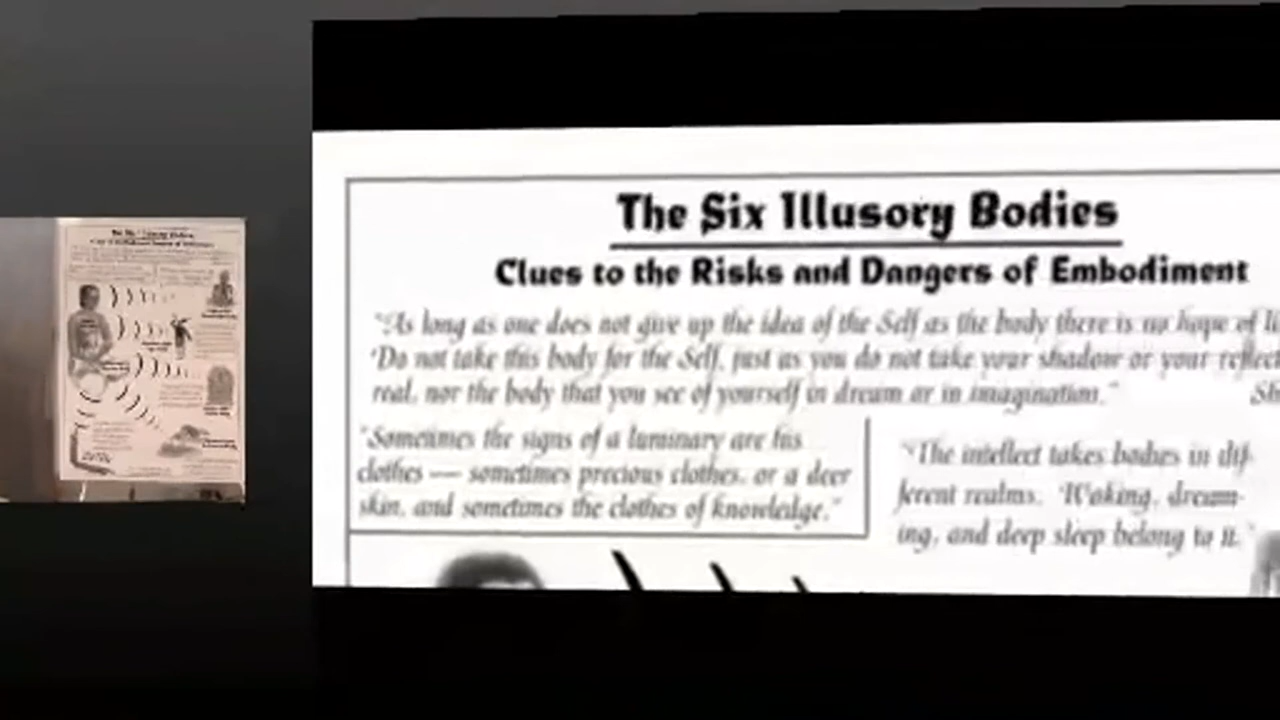 The Six Illusory Bodies
Clues to the Risks and Dangers of Embodiment
"As long as one does not give up the idea of the Self as the body there is no hope of
"Do not take this body for the Self, just as you do not take your shadow or your
real, nor the body that you see of yourself in dream or in imagination."
"Sometimes the signs of a luminary are his
clothes — sometimes precious clothes, or a deer
skin, and sometimes the clothes of knowledge."
"The intellect takes bodies in dif-
ferent realms. Waking, dream-
ing, and deep sleep belong to it."